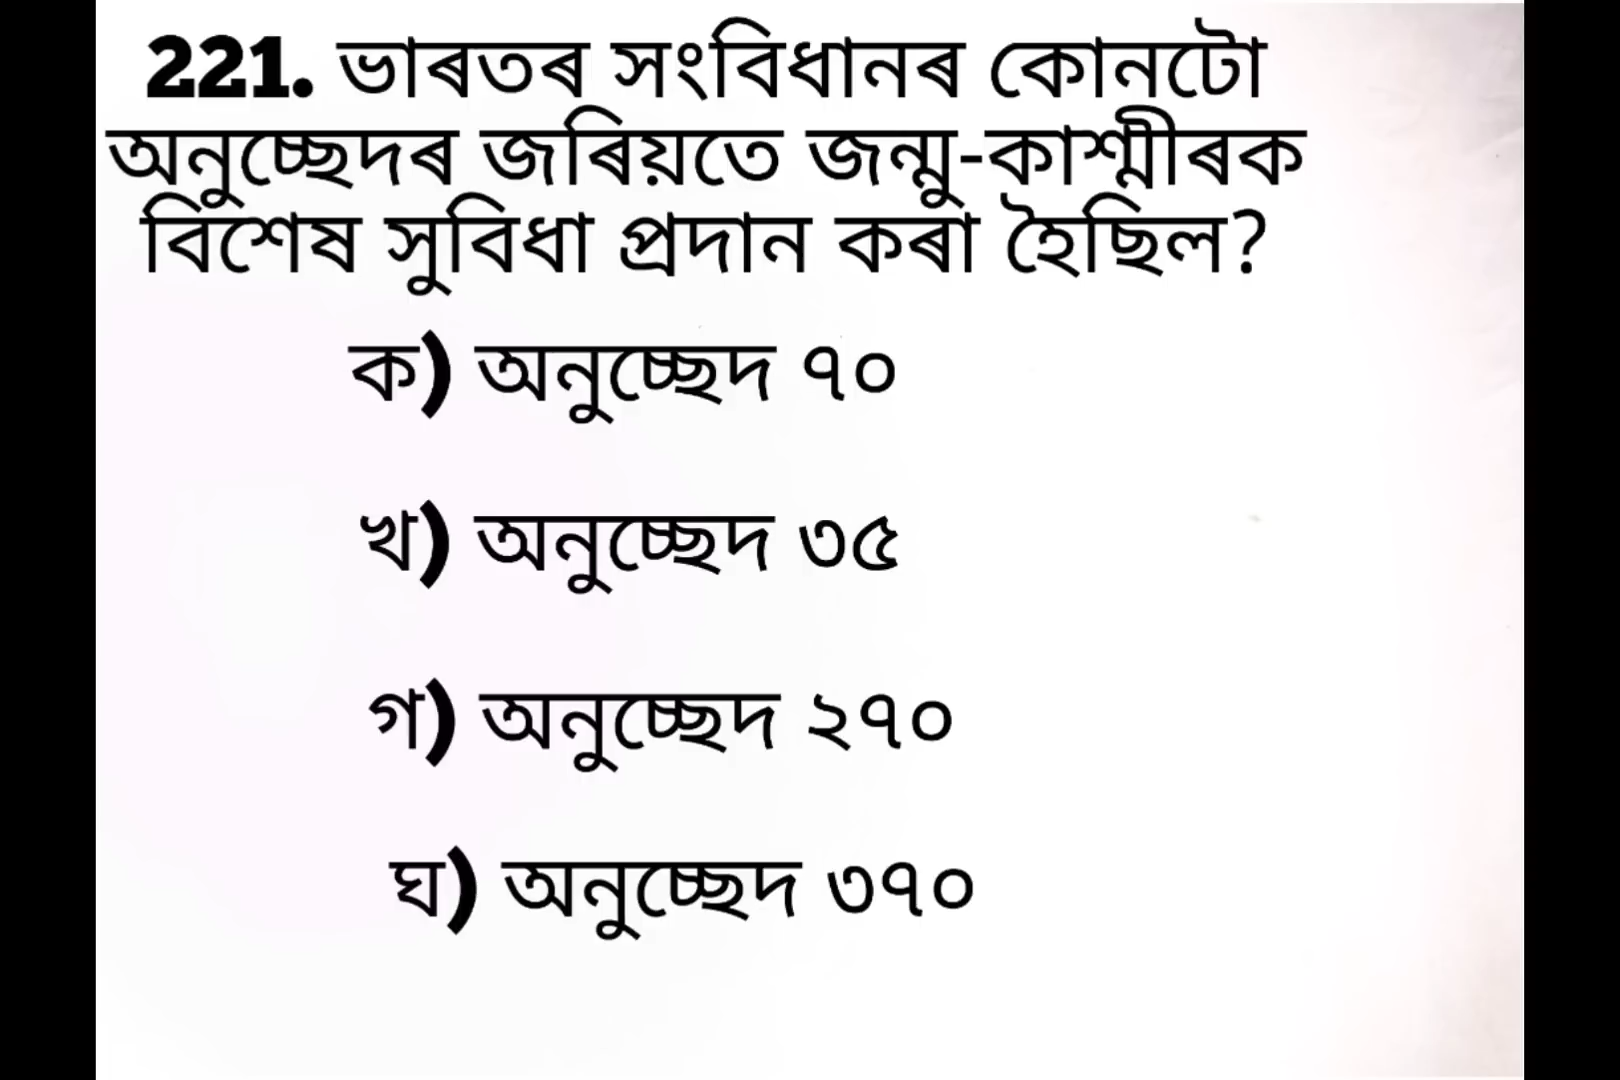 221. ভাৰতৰ সংবিধানৰ কোনটো
অনুচ্ছেদৰ জৰিয়তে জন্মু-কাশ্মীৰক
বিশেষ সুবিধা প্ৰদান কৰা হৈছিল?
ক) অনুচ্ছেদ ৭০
খ) অনুচ্ছেদ ৩৫
গ) অনুচ্ছেদ ২৭০
ঘ) অনুচ্ছেদ ৩৭০